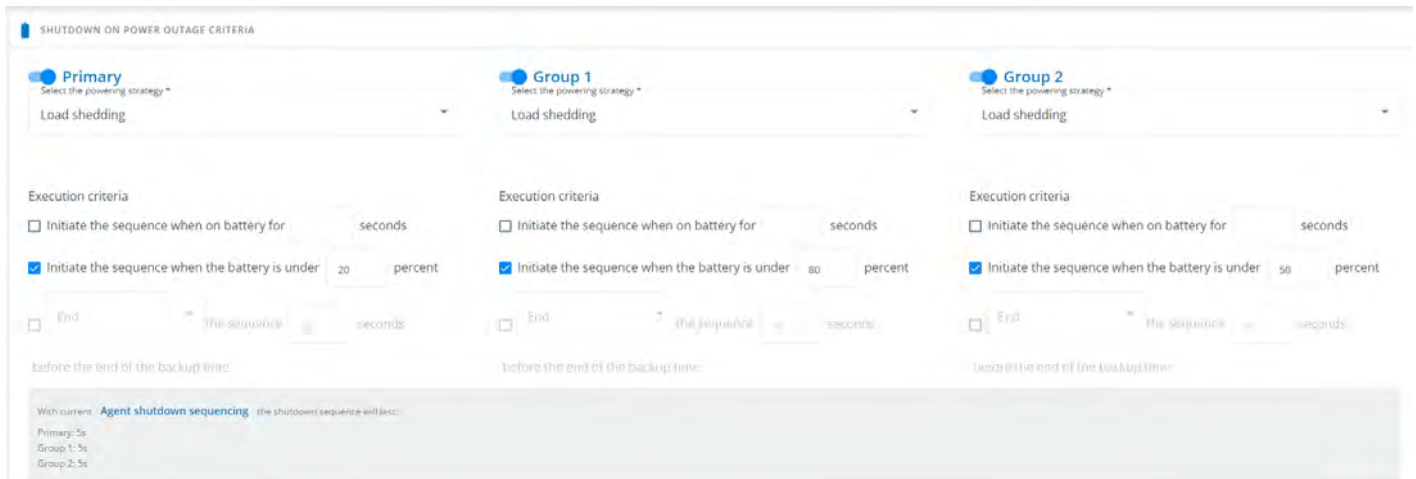 SHUTDOWN ON POWER OUTAGE CRITERIA
Primary
Select the powering strategy *
Load shedding
Execution criteria
Initiate the sequence when on battery for seconds
Initiate the sequence when the battery is under 20 percent
End the sequence seconds
before the end of the backup time
Group 1
Select the powering strategy *
Load shedding
Execution criteria
Initiate the sequence when on battery for seconds
Initiate the sequence when the battery is under 80 percent
End the sequence seconds
before the end of the backup time
Group 2
Select the powering strategy *
Load shedding
Execution criteria
Initiate the sequence when on battery for seconds
Initiate the sequence when the battery is under 50 percent
End the sequence seconds
before the end of the backup time
With current Agent shutdown sequencing the shutdown sequence will last:
Primary: 5s
Group 1: 5s
Group 2: 5s